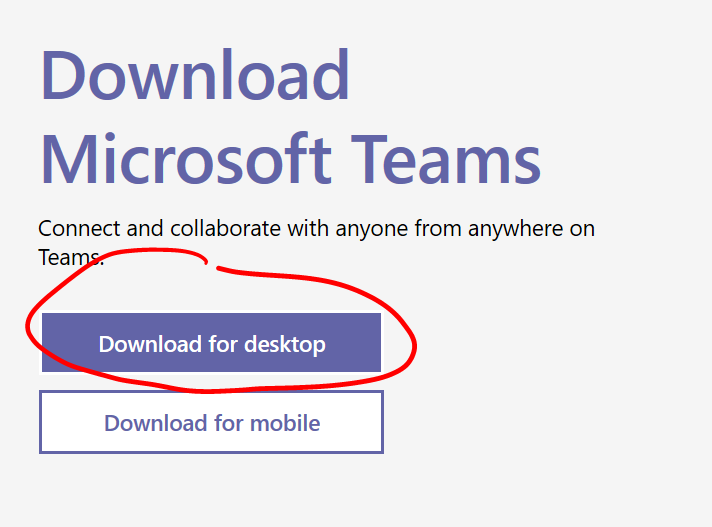 Download
Microsoft Teams
Connect and collaborate with anyone from anywhere on
Teams.
Download for desktop
Download for mobile